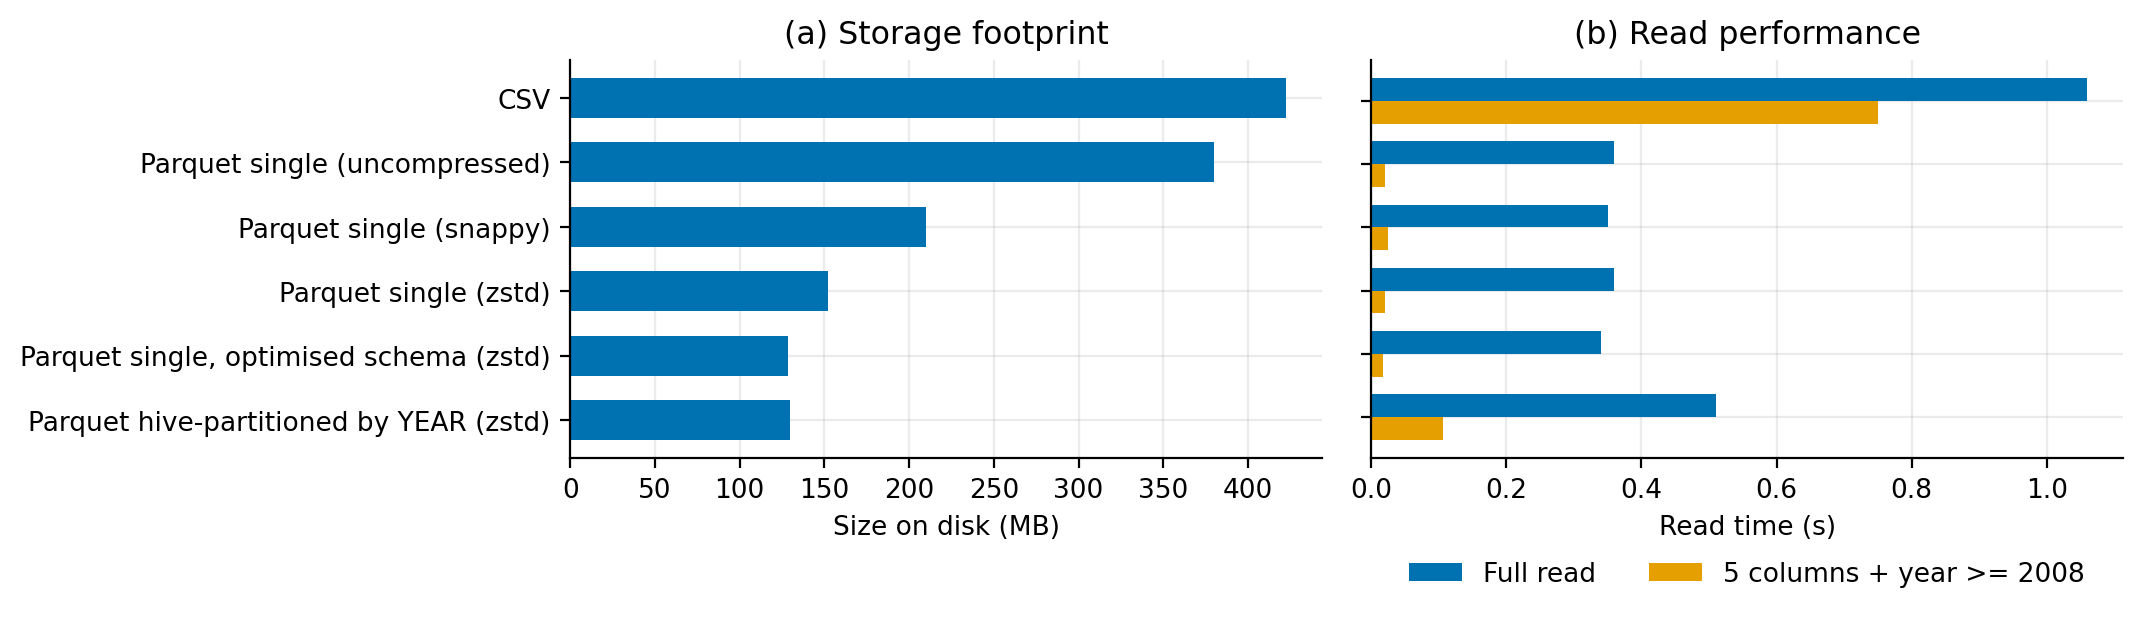 (a) Storage footprint
CSV
Parquet single (uncompressed)
Parquet single (snappy)
Parquet single (zstd)
Parquet single, optimised schema (zstd)
Parquet hive-partitioned by YEAR (zstd)
0 50 100 150 200 250 300 350 400
Size on disk (MB)
(b) Read performance
0.0 0.2 0.4 0.6 0.8 1.0
Read time (s)
Full read
5 columns + year >= 2008